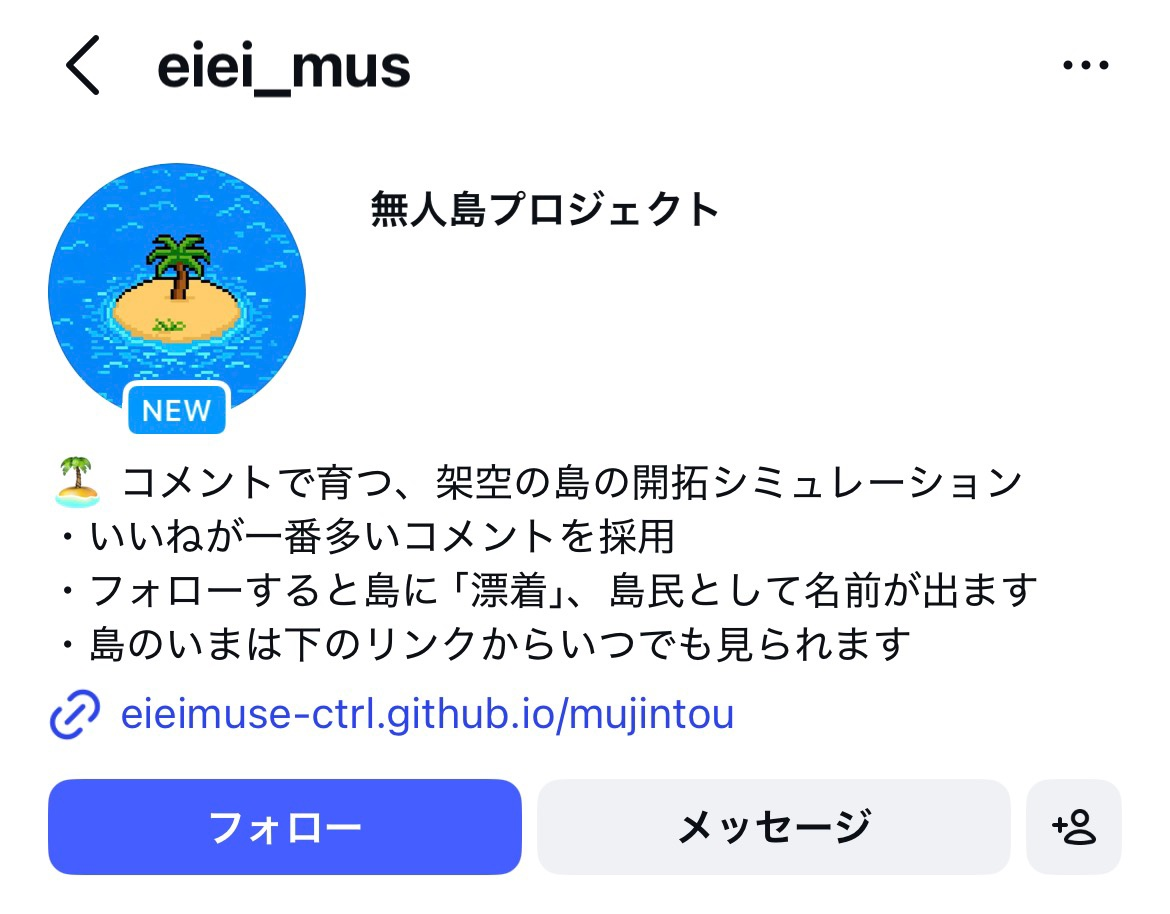 eiei_mus
無人島プロジェクト
NEW
🏝️ コメントで育つ、架空の島の開拓シミュレーション
・いいねが一番多いコメントを採用
・フォローすると島に「漂着」、島民として名前が出ます
・島のいまは下のリンクからいつでも見られます
eieimuse-ctrl.github.io/mujintou
フォロー
メッセージ